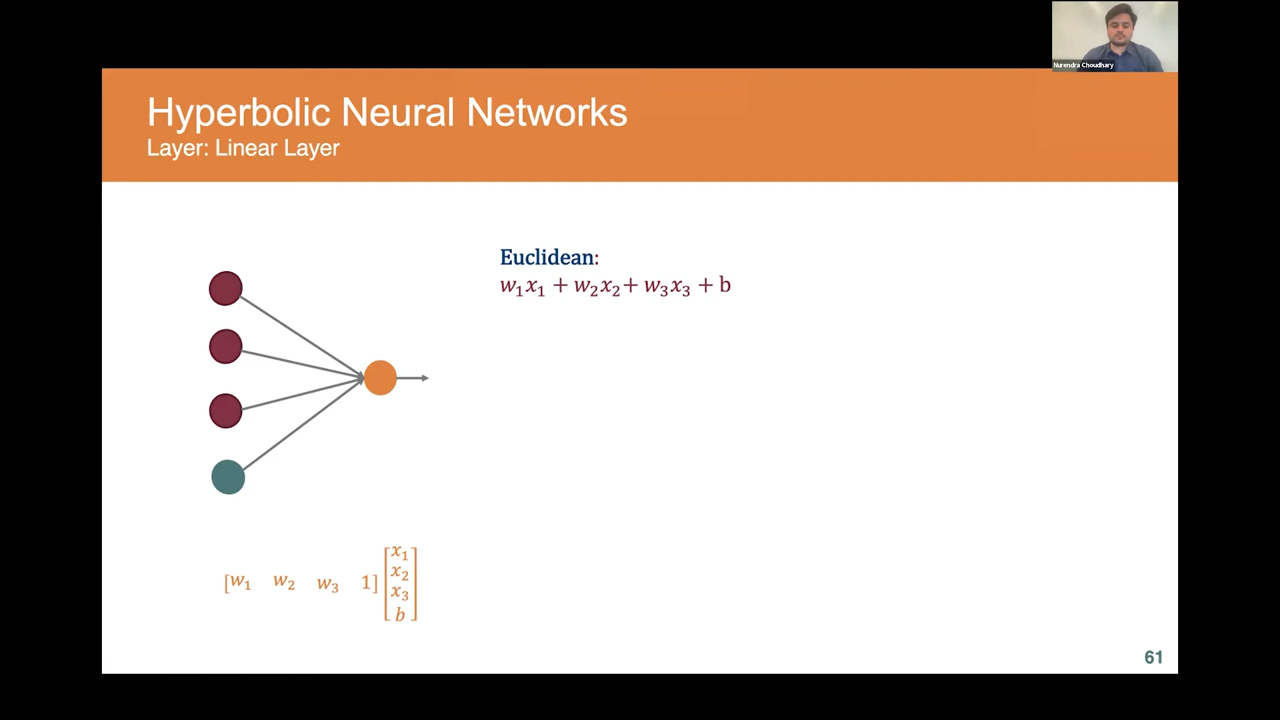 Nurendra Choudhary
Hyperbolic Neural Networks
Layer: Linear Layer
Euclidean:
w₁x₁ + w₂x₂+ w₃x₃ + b
[w₁ w₂ w₃ 1]
[x₁
x₂
x₃
b]
61